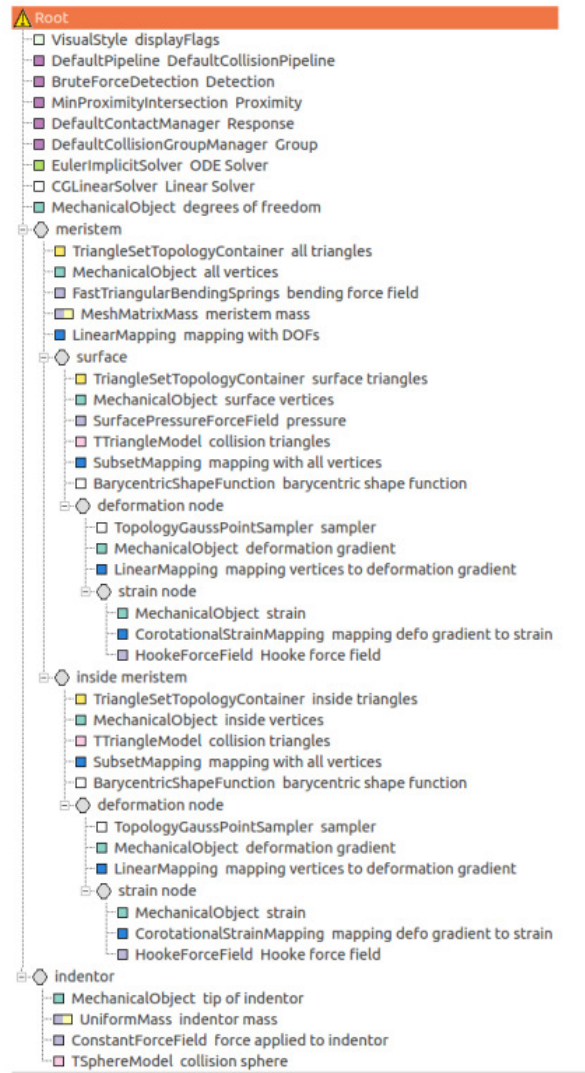 Root
VisualStyle displayFlags
DefaultPipeline DefaultCollisionPipeline
BruteForceDetection Detection
MinProximityIntersection Proximity
DefaultContactManager Response
DefaultCollisionGroupManager Group
EulerImplicitSolver ODE Solver
CGLinearSolver Linear Solver
MechanicalObject degrees of freedom
meristem
TriangleSetTopologyContainer all triangles
MechanicalObject all vertices
FastTriangularBendingSprings bending force field
MeshMatrixMass meristem mass
LinearMapping mapping with DOFs
surface
TriangleSetTopologyContainer surface triangles
MechanicalObject surface vertices
SurfacePressureForceField pressure
TTriangleModel collision triangles
SubsetMapping mapping with all vertices
BarycentricShapeFunction barycentric shape function
deformation node
TopologyGaussPointSampler sampler
MechanicalObject deformation gradient
LinearMapping mapping vertices to deformation gradient
strain node
MechanicalObject strain
CorotationalStrainMapping mapping defo gradient to strain
HookeForceField Hooke force field
inside meristem
TriangleSetTopologyContainer inside triangles
MechanicalObject inside vertices
TTriangleModel collision triangles
SubsetMapping mapping with all vertices
BarycentricShapeFunction barycentric shape function
deformation node
TopologyGaussPointSampler sampler
MechanicalObject deformation gradient
LinearMapping mapping vertices to deformation gradient
strain node
MechanicalObject strain
CorotationalStrainMapping mapping defo gradient to strain
HookeForceField Hooke force field
indentor
MechanicalObject tip of indentor
UniformMass indentor mass
ConstantForceField force applied to indentor
TSphereModel collision sphere